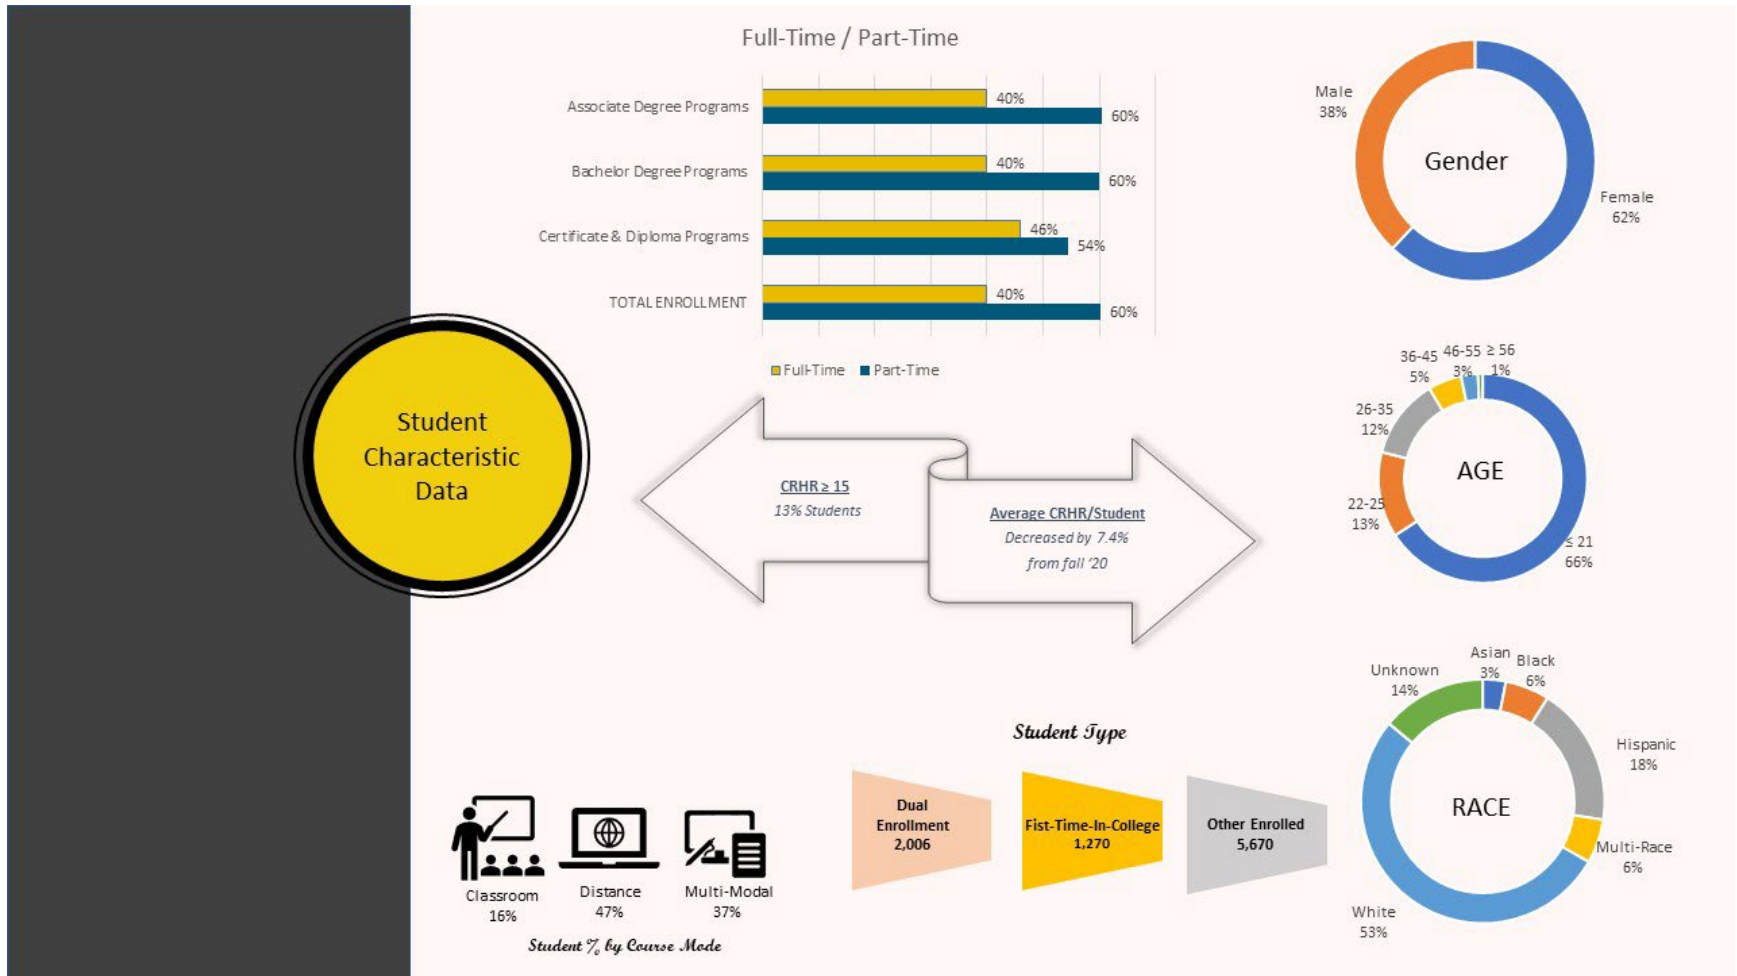 Full-Time / Part-Time
Associate Degree Programs
40%
60%
Bachelor Degree Programs
40%
60%
Certificate & Diploma Programs
46%
54%
TOTAL ENROLLMENT
40%
60%
Full-Time
Part-Time
Student
Characteristic
Data
CRHR ≥ 15
13% Students
Average CRHR/Student
Decreased by 7.4%
from fall '20
Gender
Male
38%
Female
62%
AGE
36-45
5%
46-55
3%
≥ 56
1%
26-35
12%
22-25
13%
≤ 21
66%
RACE
Unknown
14%
Asian
3%
Black
6%
Hispanic
18%
Multi-Race
6%
White
53%
Student Type
Dual
Enrollment
2,006
Fist-Time-In-College
1,270
Other Enrolled
5,670
Classroom
16%
Distance
47%
Multi-Modal
37%
Student % by Course Mode